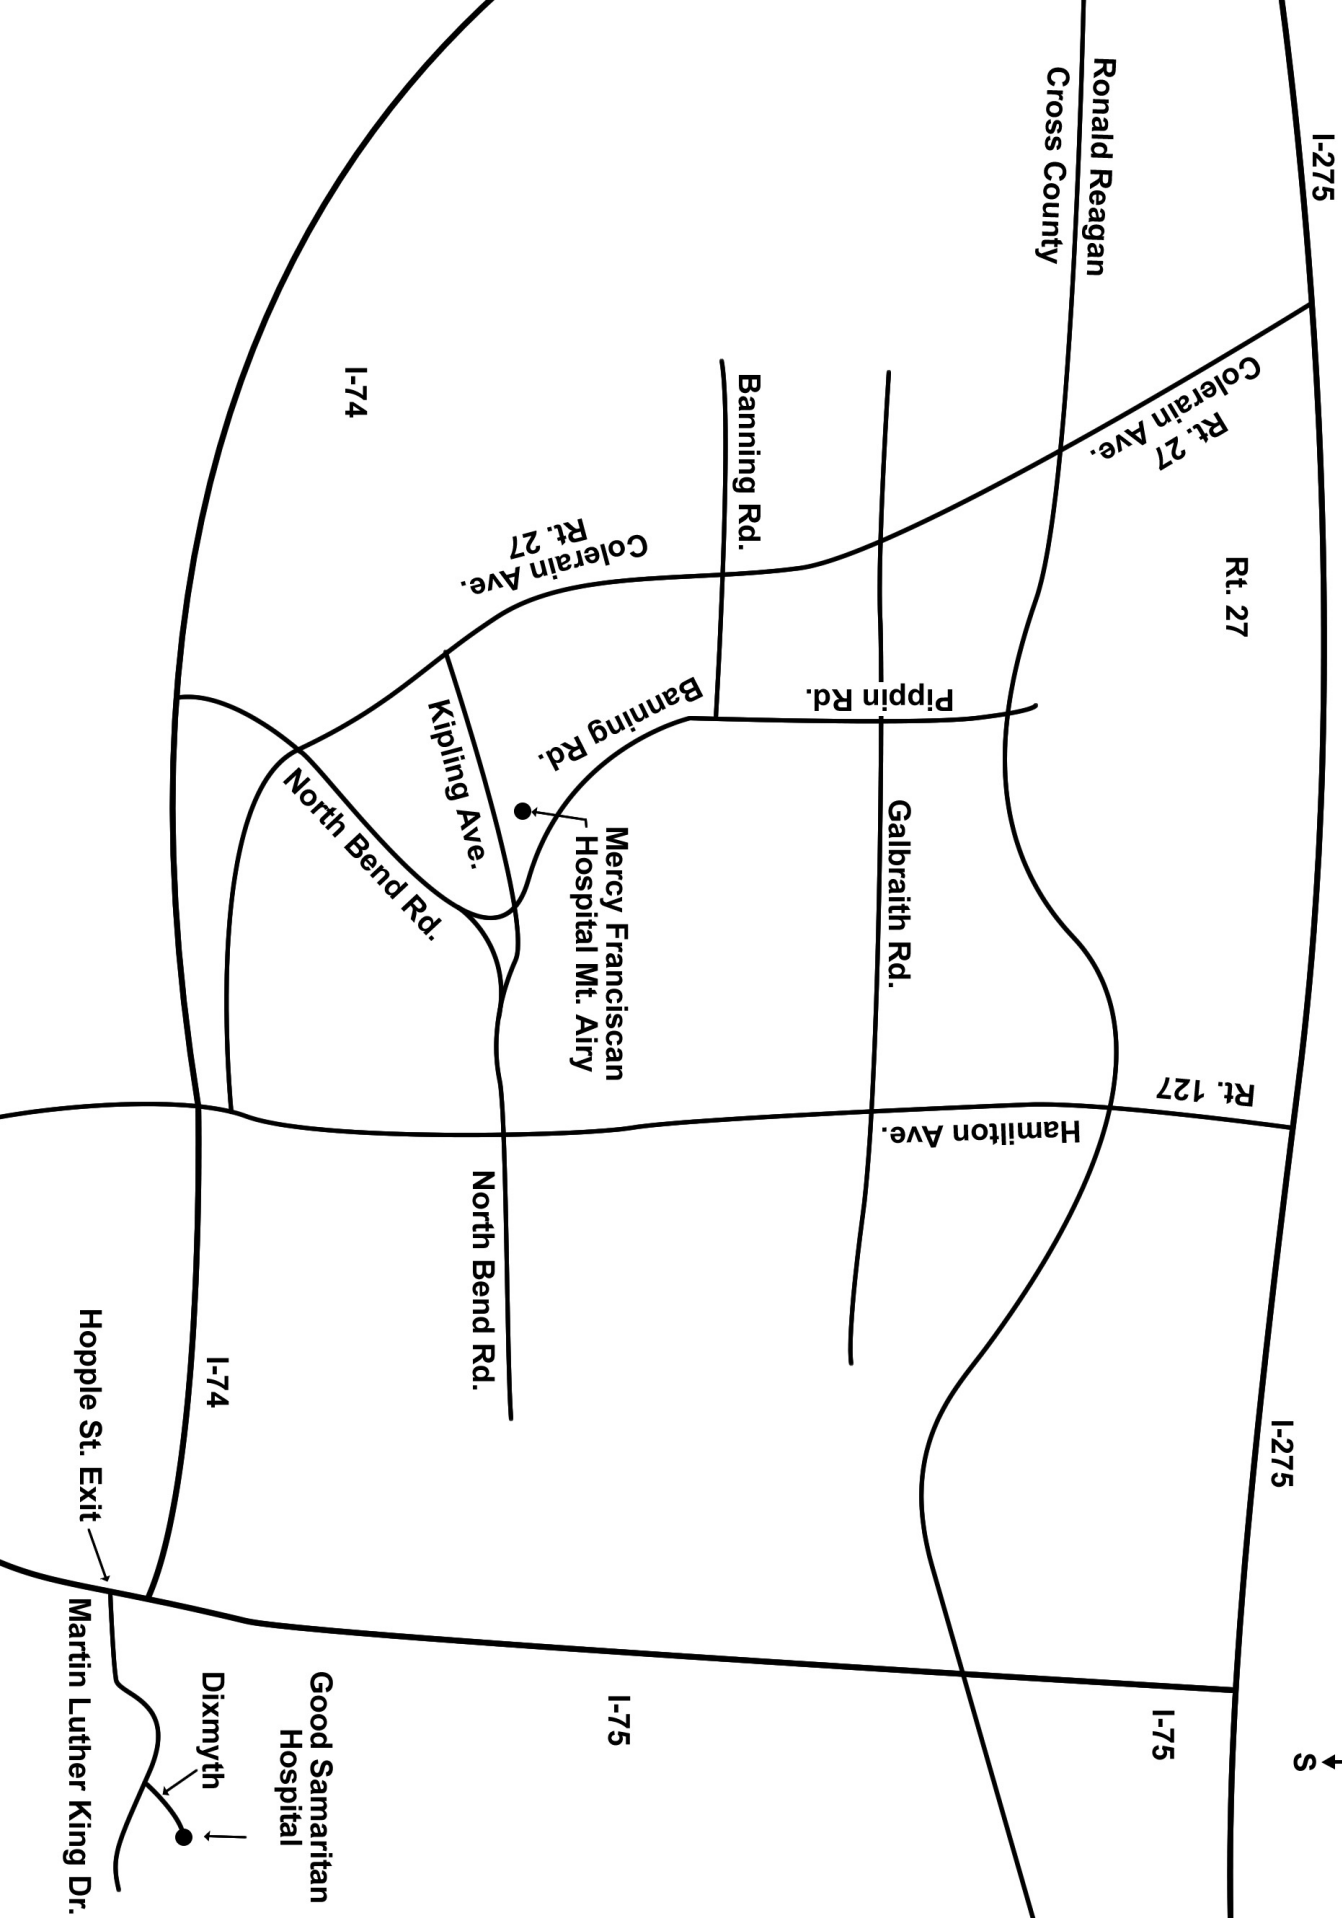 I-275
S
I-275
Rt. 27
Rt. 27
Colerain Ave.
Rt. 127
I-75
Ronald Reagan
Cross County
Hamilton Ave.
Galbraith Rd.
Pippin Rd.
Banning Rd.
Banning Rd.
I-75
Mercy Franciscan
Hospital Mt. Airy
Colerain Ave.
Rt. 27
North Bend Rd.
Kipling Ave.
North Bend Rd.
I-74
Good Samaritan
Hospital
I-74
Dixmyth
Hopple St. Exit
Martin Luther King Dr.